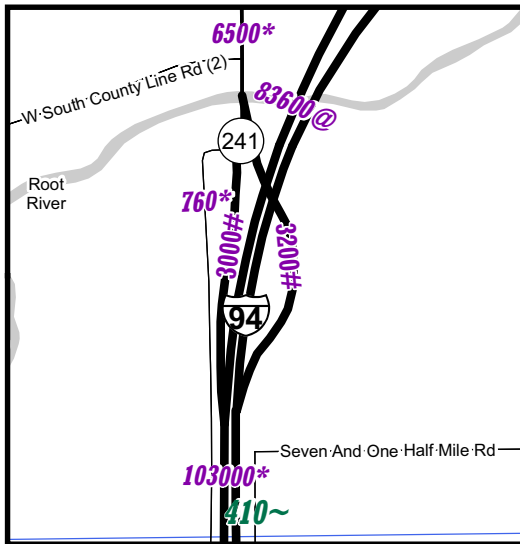 6500*
W South County Line Rd (2)
83600@
241
Root
River
760*
3000#
3200#
94
Seven And One Half Mile Rd
103000*
410~